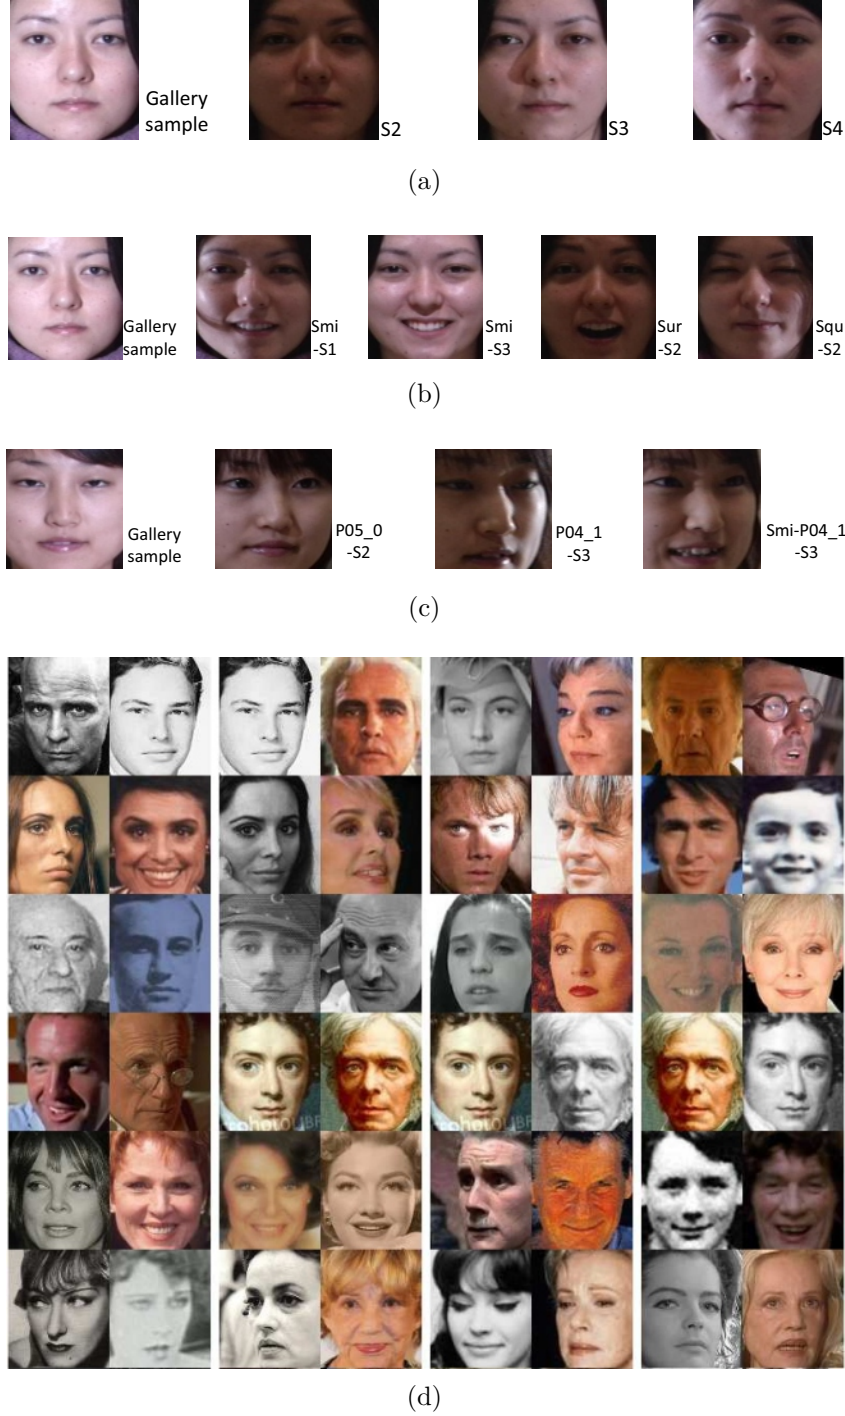 Gallery
sample
S2
S3
S4
(a)
Gallery
sample
Smi
-S1
Smi
-S3
Sur
-S2
Squ
-S2
(b)
Gallery
sample
P05_0
-S2
P04_1
-S3
Smi-P04_1
-S3
(c)
(d)